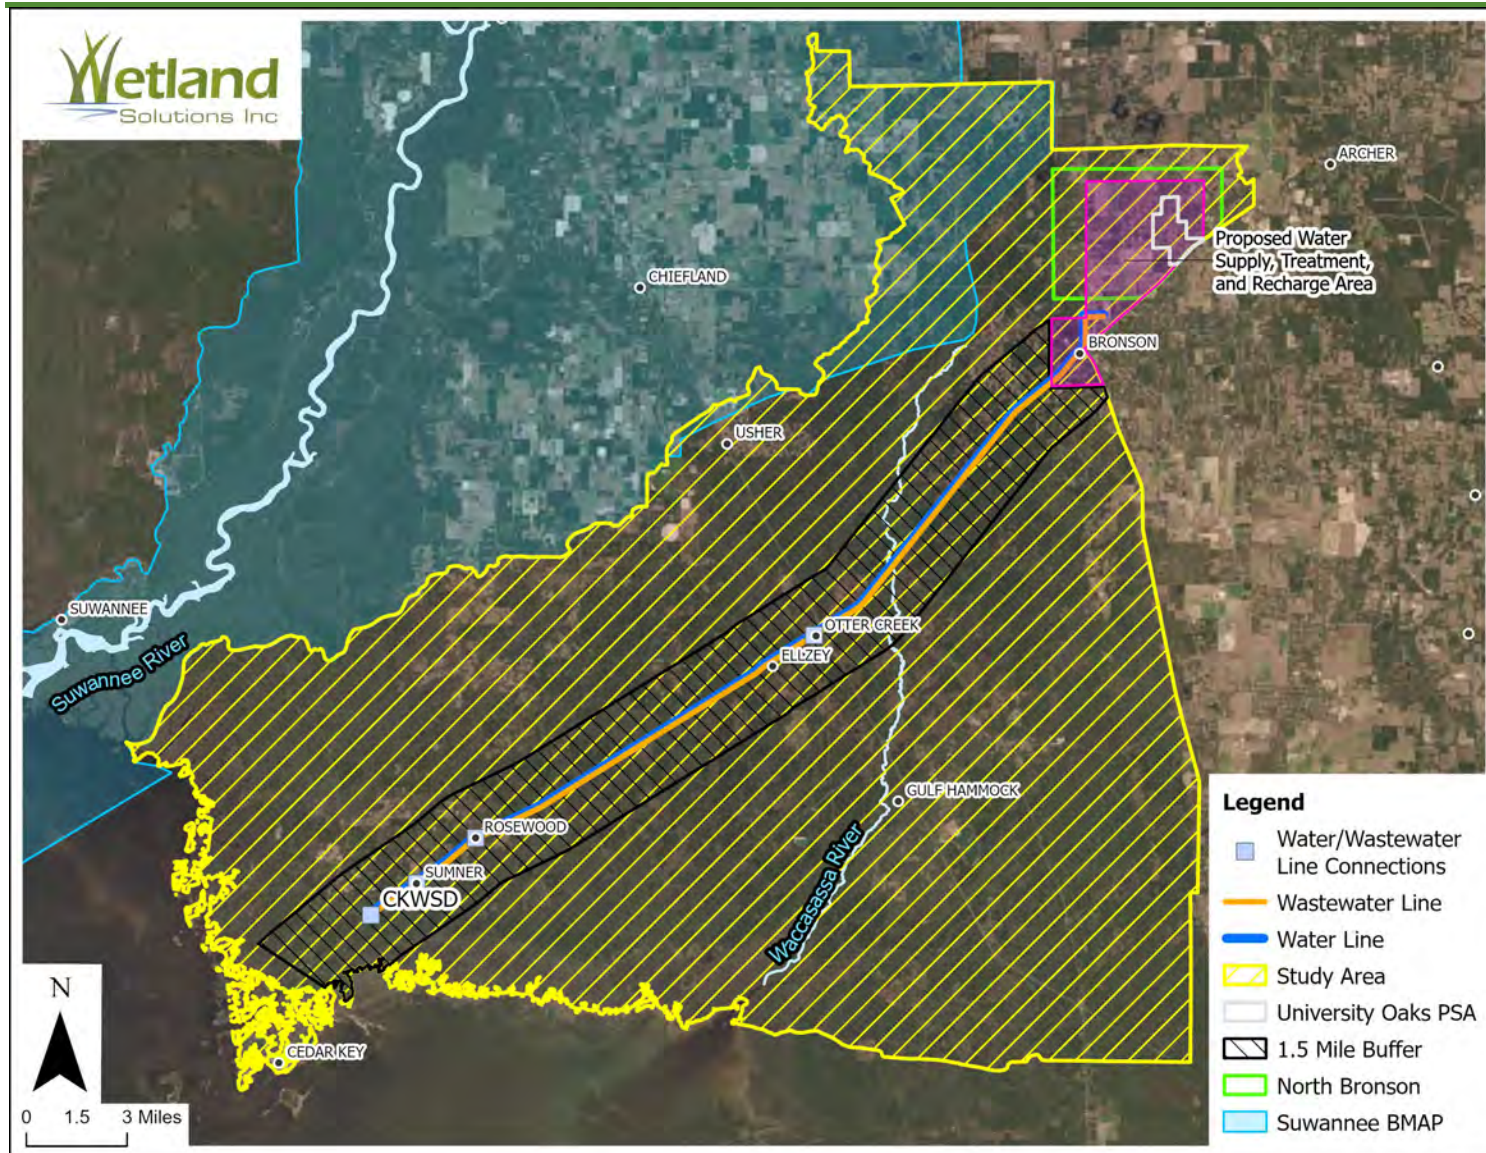 Wetland
Solutions Inc
ARCHER
Proposed Water
Supply, Treatment,
and Recharge Area
CHIEFLAND
BRONSON
USHER
SUWANNEE
Suwannee River
OTTER CREEK
ELLZEY
GULF HAMMOCK
ROSEWOOD
SUMNER
CKWSD
Waccasassa River
CEDAR KEY
N
0 1.5 3 Miles
Legend
Water/Wastewater
Line Connections
Wastewater Line
Water Line
Study Area
University Oaks PSA
1.5 Mile Buffer
North Bronson
Suwannee BMAP